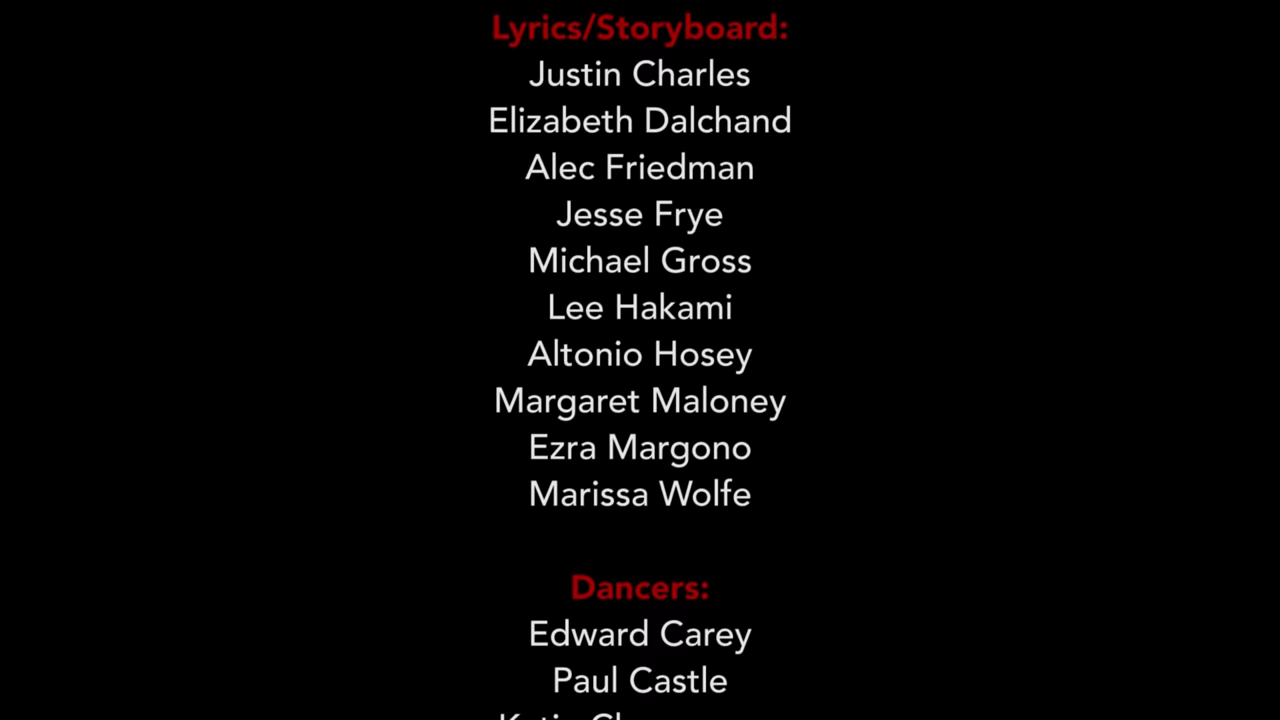 Lyrics/Storyboard:
Justin Charles
Elizabeth Dalchand
Alec Friedman
Jesse Frye
Michael Gross
Lee Hakami
Altonio Hosey
Margaret Maloney
Ezra Margono
Marissa Wolfe
Dancers:
Edward Carey
Paul Castle